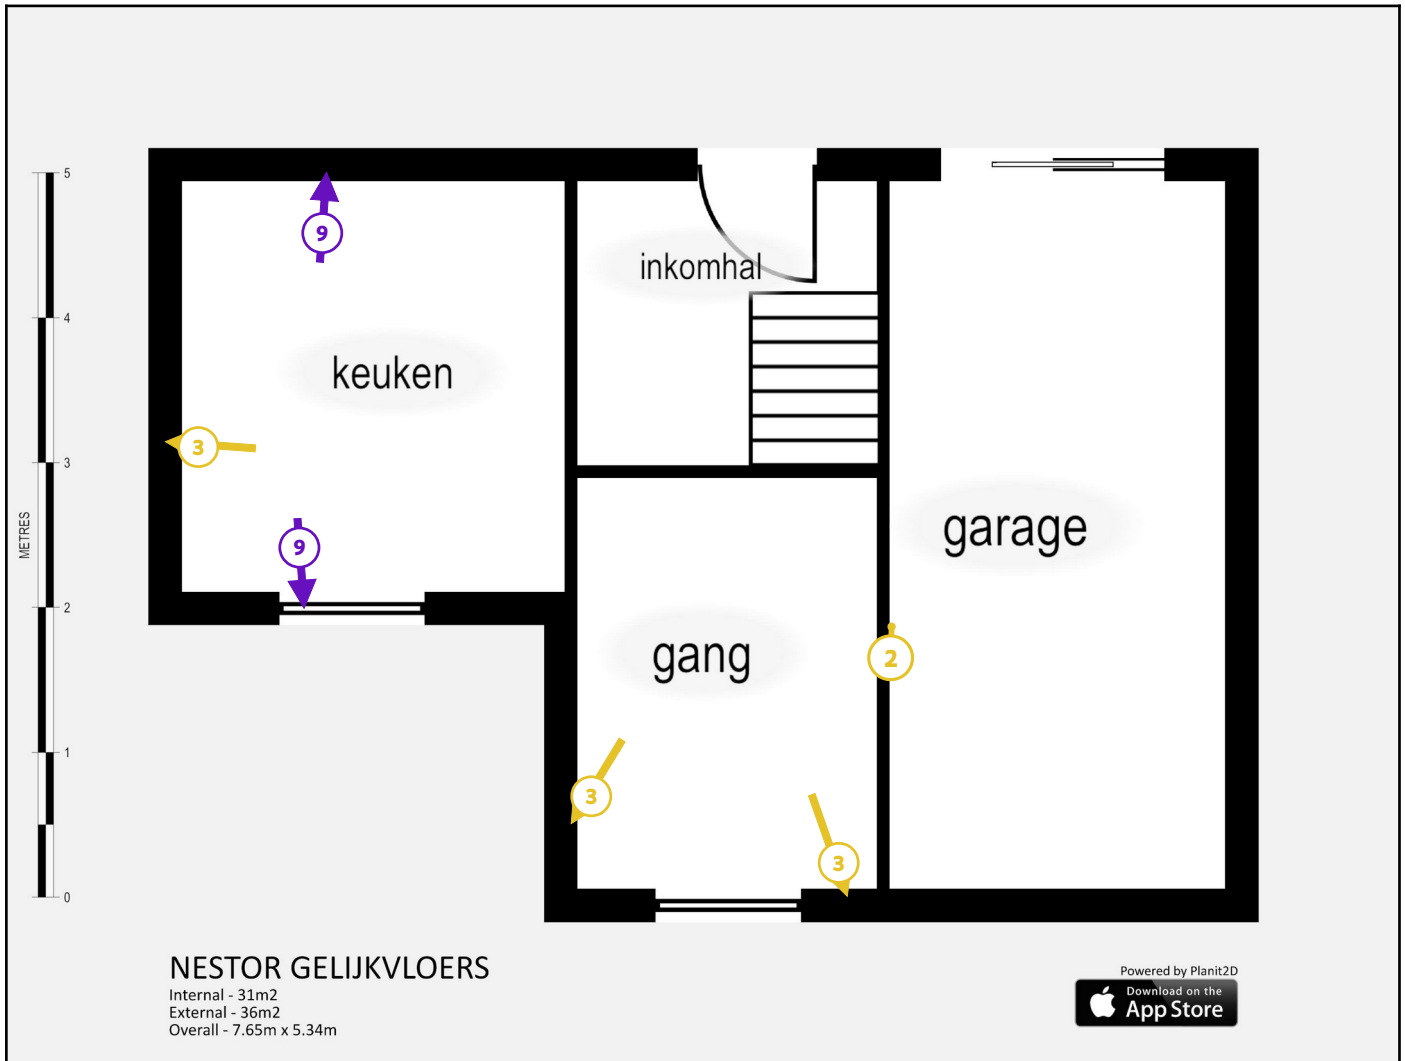 5
9
inkomhal
4
keuken
3
3
garage
METRES
9
2
gang
2
1
3
3
0
NESTOR GELIJKVLOERS
Internal - 31m2
External - 36m2
Overall - 7.65m x 5.34m
Powered by Planit2D
Download on the
App Store